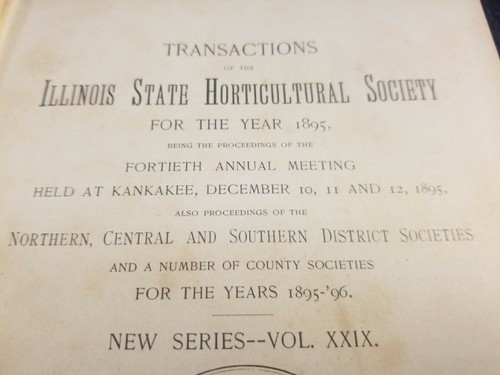 TRANSACTIONS
OF THE
ILLINOIS STATE HORTICULTURAL SOCIETY
FOR THE YEAR 1895,
BEING THE PROCEEDINGS OF THE
FORTIETH ANNUAL MEETING
HELD AT KANKAKEE, DECEMBER 10, 11 AND 12, 1895,
ALSO PROCEEDINGS OF THE
NORTHERN, CENTRAL AND SOUTHERN DISTRICT SOCIETIES
AND A NUMBER OF COUNTY SOCIETIES
FOR THE YEARS 1895-'96.
NEW SERIES--VOL. XXIX.